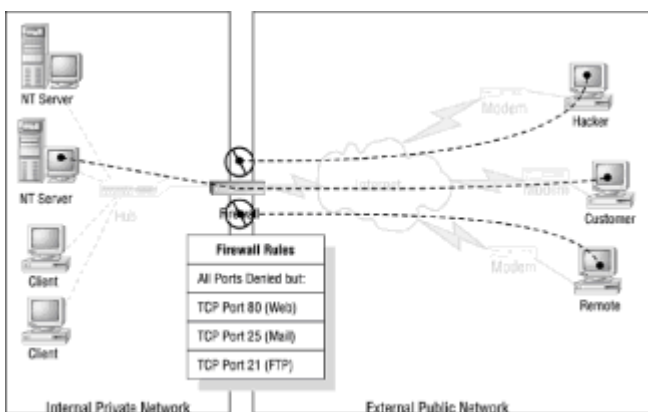 NT Server
NT Server
Hub
Client
Client
Firewall
Firewall Rules
All Ports Denied but:
TCP Port 80 (Web)
TCP Port 25 (Mail)
TCP Port 21 (FTP)
Internet
Modem
Hacker
Modem
Customer
Modem
Remote
Internal Private Network
External Public Network